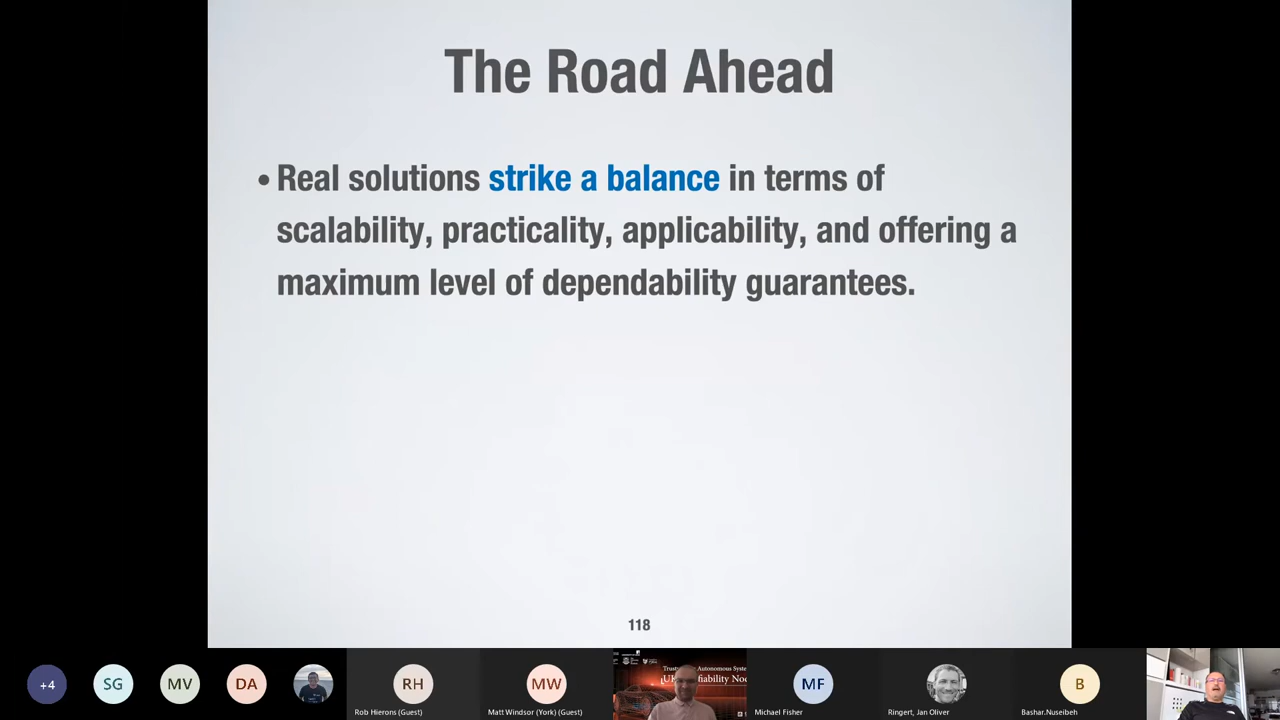 The Road Ahead
• Real solutions strike a balance in terms of
scalability, practicality, applicability, and offering a
maximum level of dependability guarantees.
118
+4
SG
MV
DA
RH
Rob Hierons (Guest)
MW
Matt Windsor (York) (Guest)
Autonomous
MF
Michael Fisher
Ringert, Jan Oliver
B
Bashar.Nuseibeh